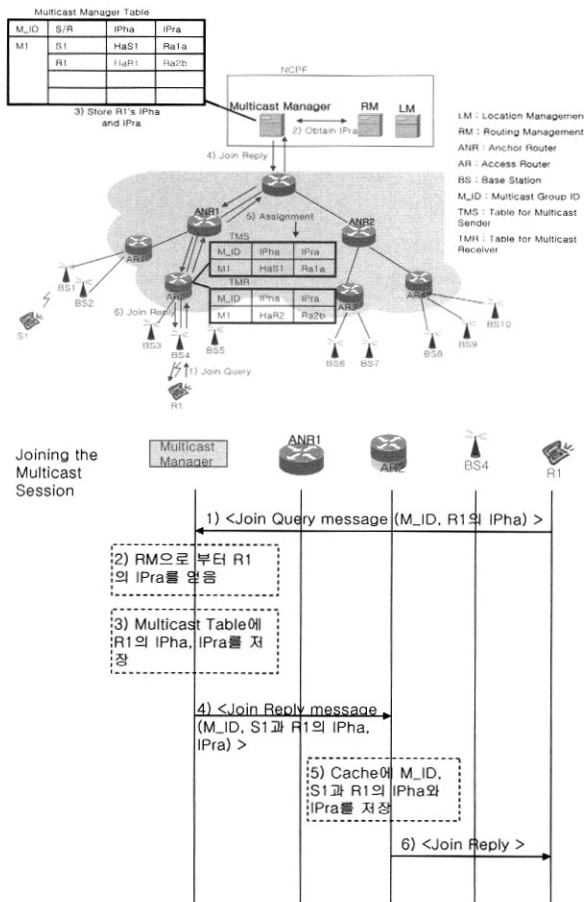 Multicast Manager Table
M_ID S/R IPha IPra
M1 S1 HaS1 Ra1a
R1 HaR1 Ra2b
3) Store R1's IPha
and IPra
NCPF
Multicast Manager RM LM
2) Obtain IPra
4) Join Reply
LM : Location Managemen
RM : Routing Management
ANR : Anchor Router
AR : Access Router
BS : Base Station
M_ID : Multicast Group ID
TMS : Table for Multicast
Sender
TMR : Table for Multicast
Receiver
ANR1
5) Assignment
ANR2
TMS
M_ID IPha IPra
M1 HaS1 Ra1a
TMR
M_ID IPha IPra
M1 HaR2 Ra2b
AR1
AR3
BS1
BS2
S1
6) Join Reply
BS3
BS4
BS5
BS6
BS7
BS8
BS9
BS10
1) Join Query
R1
Joining the
Multicast
Session
Multicast
Manager
ANR1
AR2
BS4
R1
1) <Join Query message (M_ID, R1의 IPha) >
2) RM으로 부터 R1
의 IPra를 얻음
3) Multicast Table에
R1의 IPha, IPra를 저
장
4) <Join Reply message
(M_ID, S1과 R1의 IPha,
IPra) >
5) Cache에 M_ID,
S1과 R1의 IPha와
IPra를 저장
6) <Join Reply >